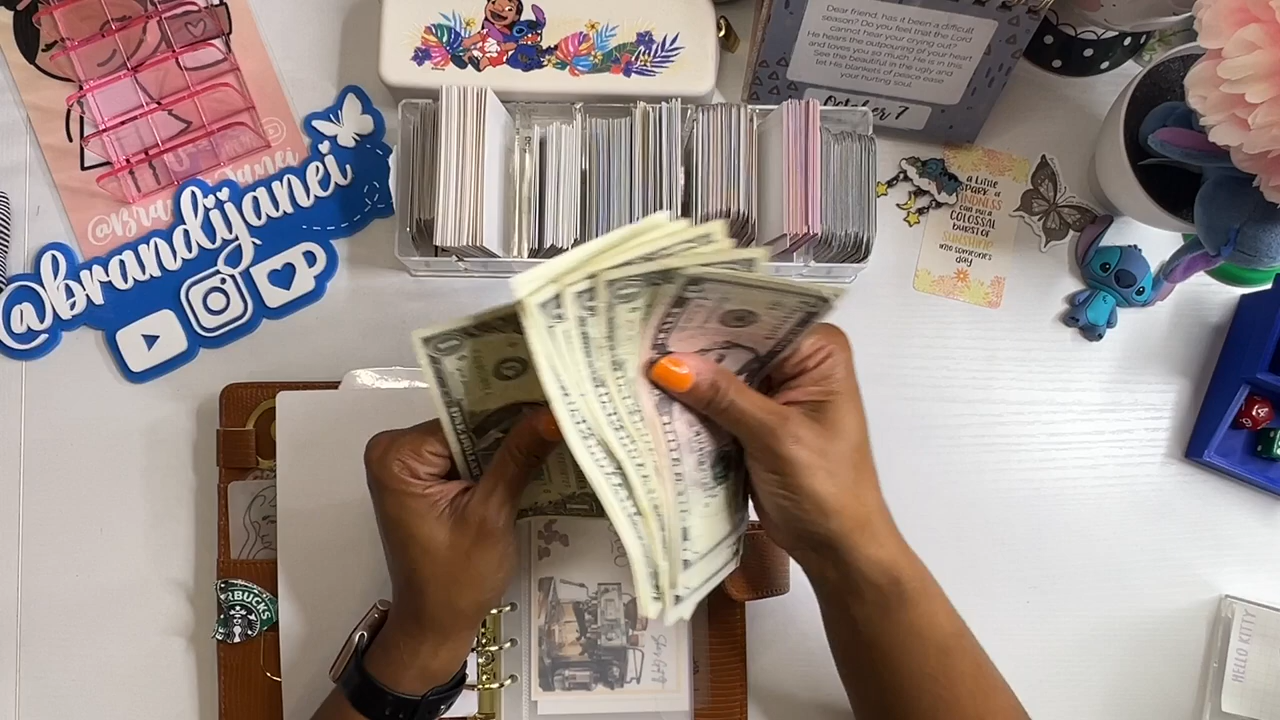 Dear friend, has it been a difficult
season? Do you feel that the Lord
cannot hear your crying out?
He hears the outpouring of your heart
and loves you so much. He is in this.
See the beautiful in the ugly and
let His blankets of peace ease
your hurting soul.
October 7
@brandijanei
a Little
SPARK of
KINDNESS
can put a
COLOSSAL
BURST OF
SUNSHINE
into someone's
day
ONE DOLLAR
14
HELLO KITTY